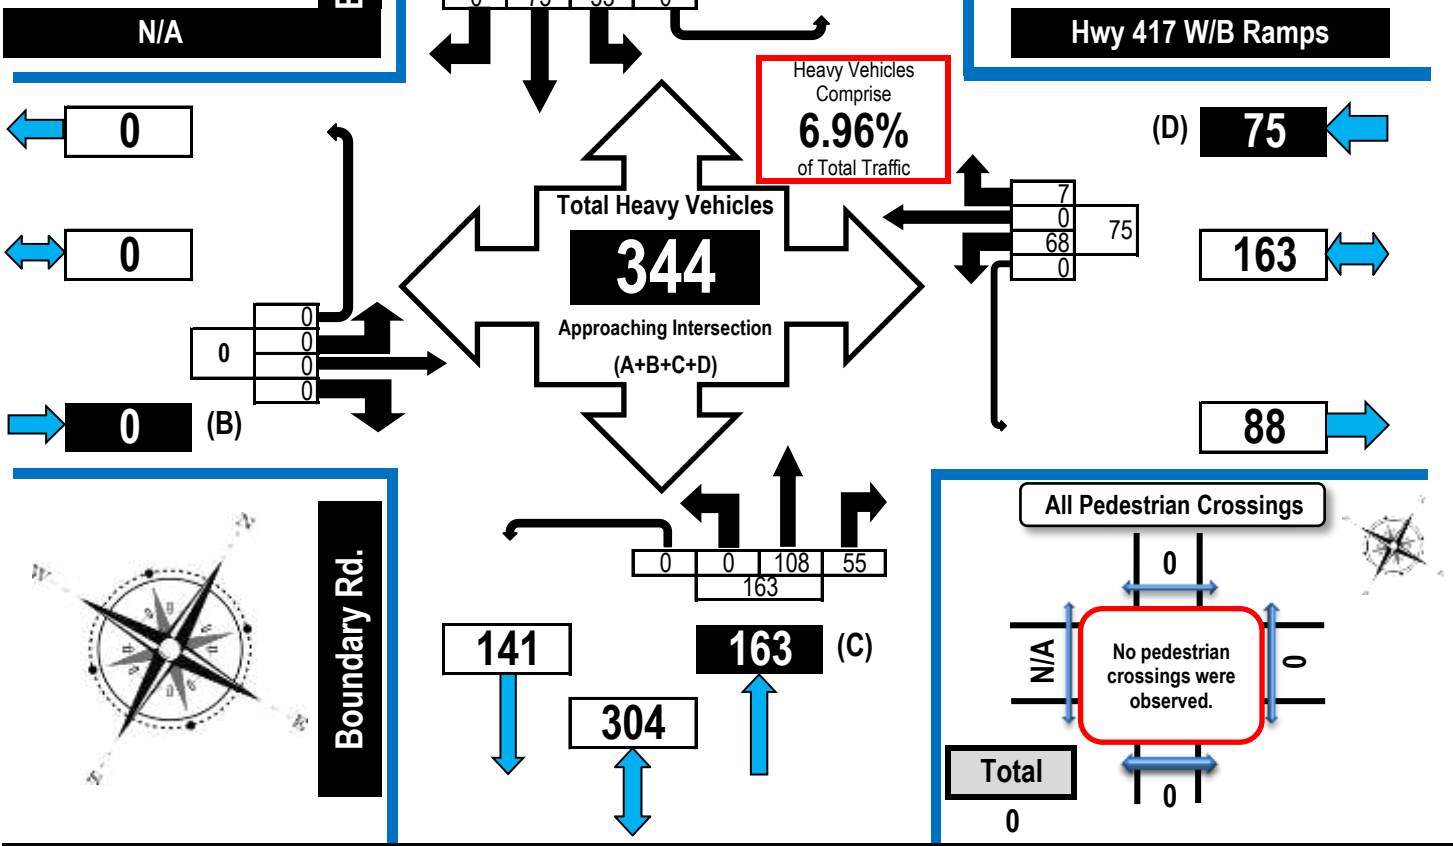 N/A
0 73 33 0
Hwy 417 W/B Ramps
Heavy Vehicles
Comprise
6.96%
of Total Traffic
0
(D) 75
7
0
68
0
75
Total Heavy Vehicles
344
Approaching Intersection
(A+B+C+D)
0
163
0
0
0
0
0
0 (B)
88
N
W
E
S
Boundary Rd.
0 0 108 55
163
141
163 (C)
304
All Pedestrian Crossings
0
N/A
No pedestrian
crossings were
observed.
0
Total
0
0